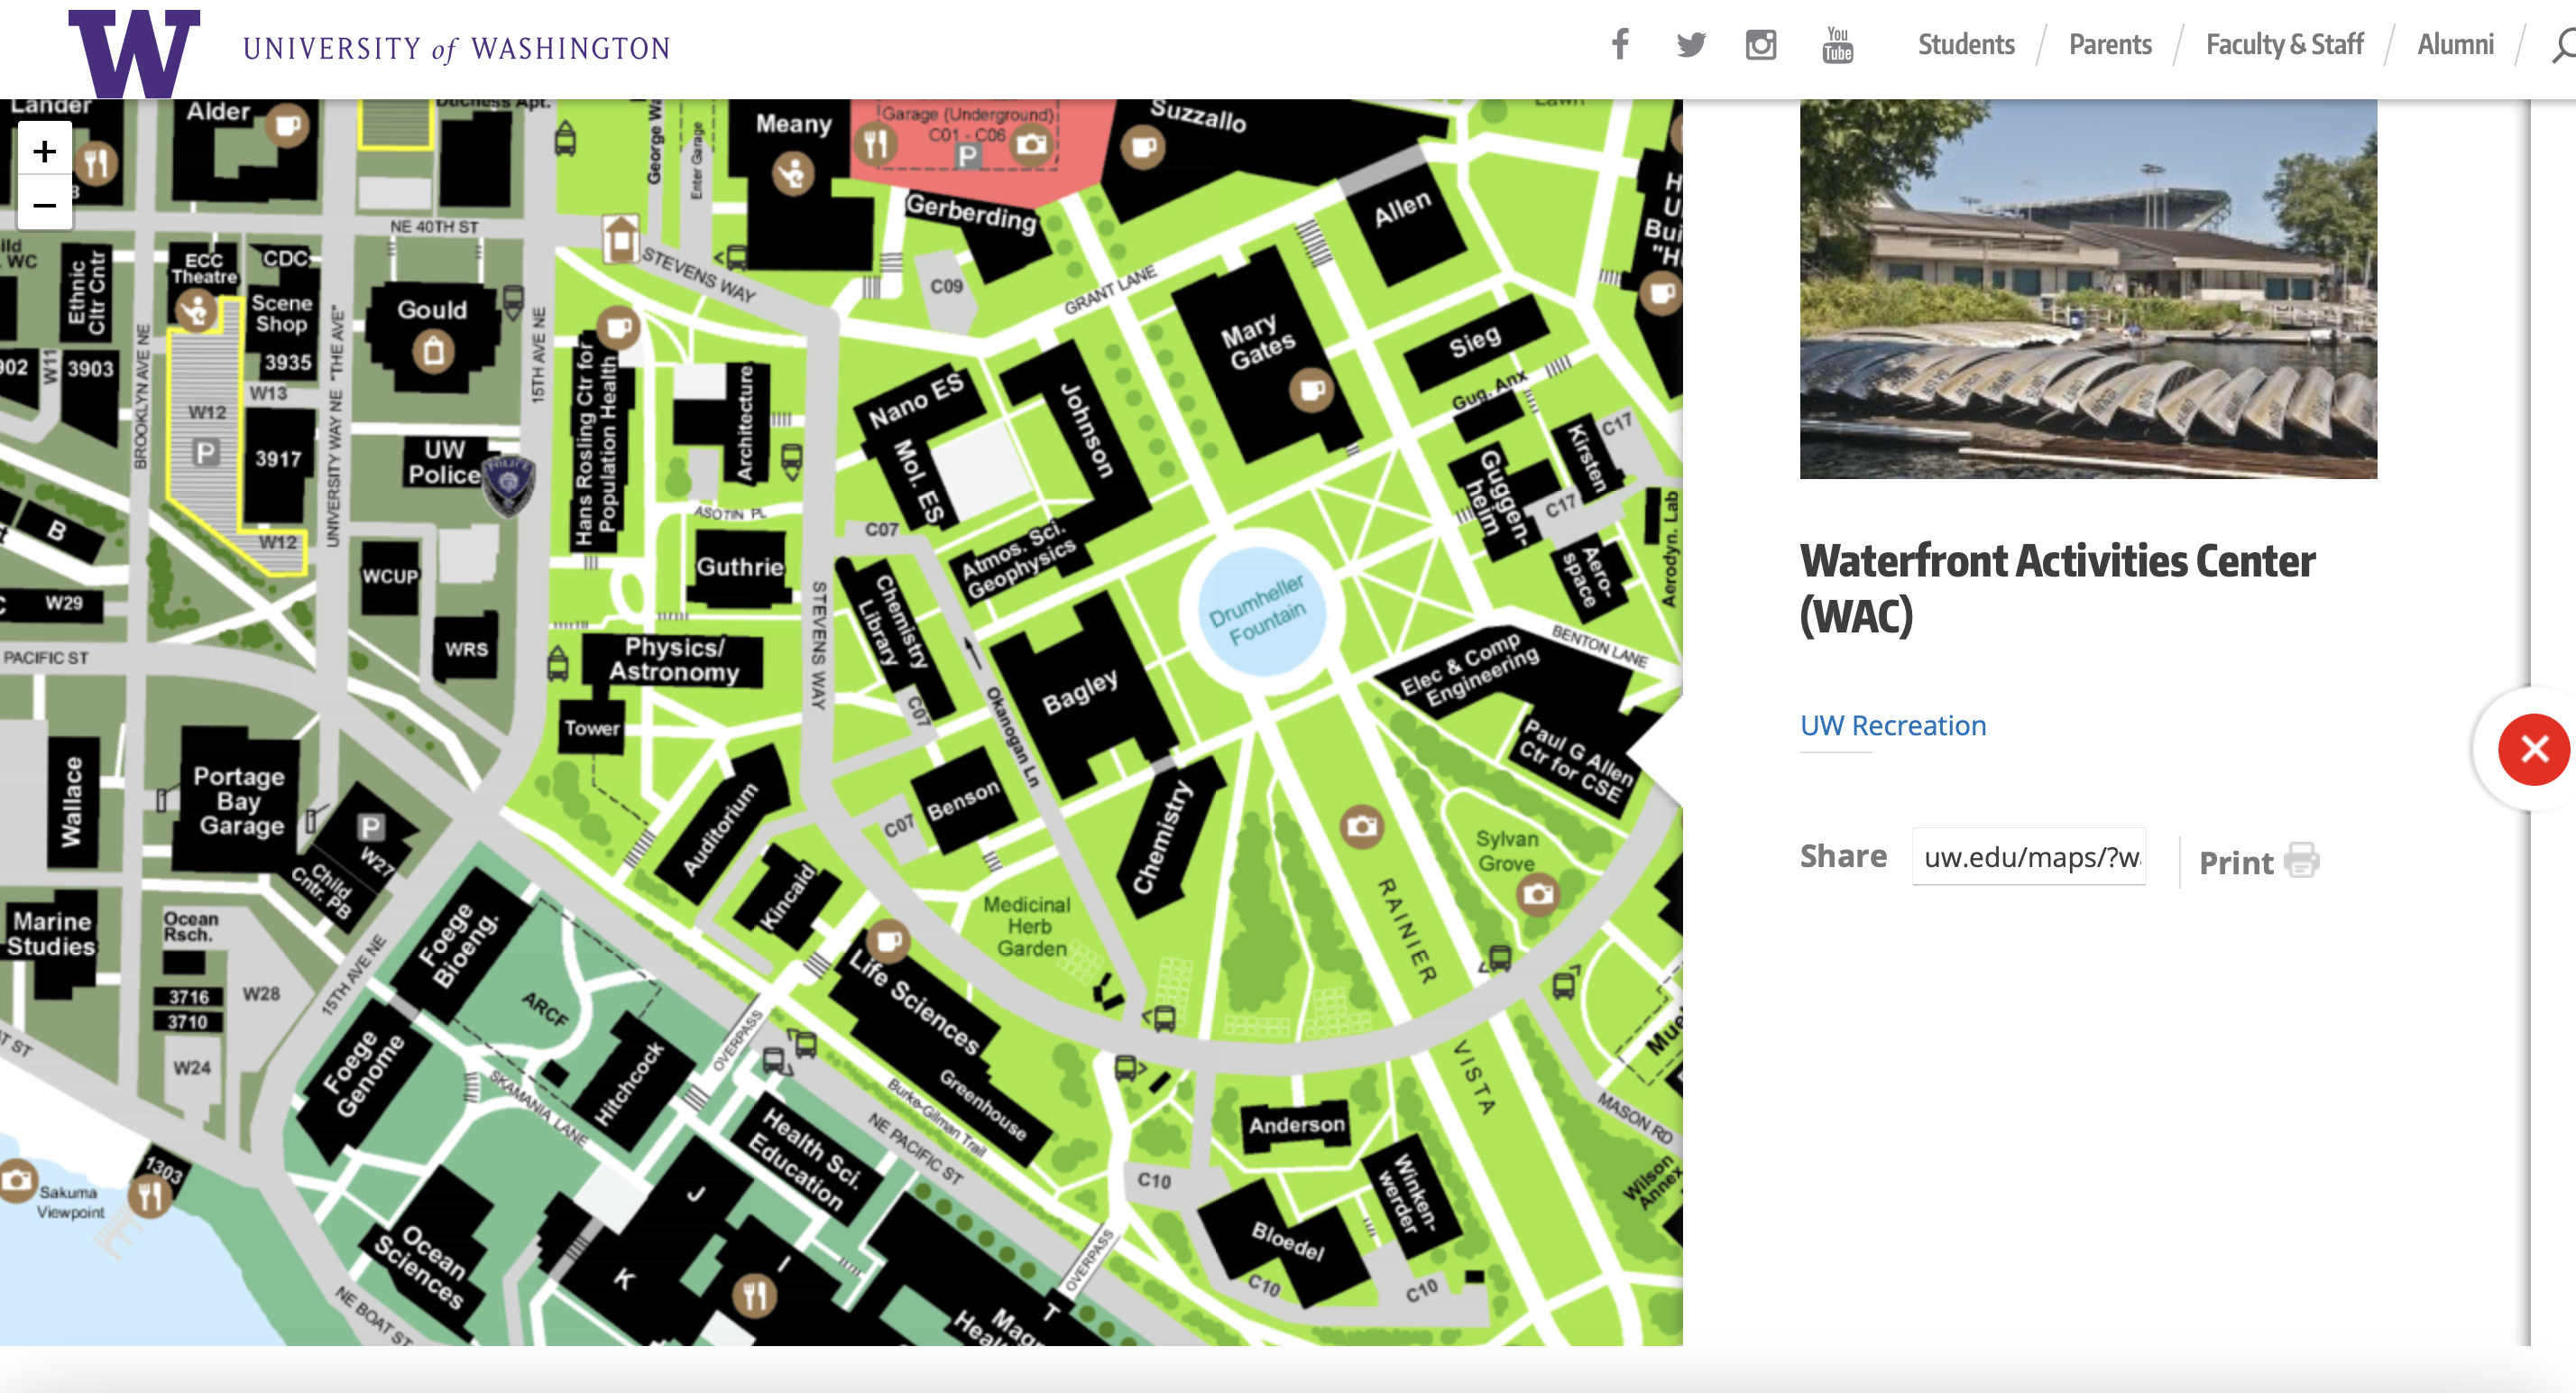 W
UNIVERSITY of WASHINGTON
You
Tube
Students
Parents
Faculty & Staff
Alumni
+
−
Lander
Alder
Duchess Apt.
George Wa
Enter Garage
Meany
Garage (Underground)
C01 - C06
P
Suzzallo
Lawn
Allen
Gerberding
C09
NE 40TH ST
STEVENS WAY
GRANT LANE
ild
WC
Ethnic
Cltr Cntr
ECC
Theatre
CDC
Scene
Shop
3935
W13
3917
W12
P
W12
902
W11
3903
BROOKLYN AVE NE
UNIVERSITY WAY NE "THE AVE"
Gould
15TH AVE NE
UW
Police
POLICE
Hans Rosling Ctr for
Population Health
Architecture
ASOTIN PL
Guthrie
Nano ES
Mol. ES
Johnson
Mary
Gates
Sieg
Gug. Anx
Guggen-
heim
Kirsten
C17
C17
Aero-
space
Aerodyn. Lab
H
U
Bui
"H
B
C
W29
WCUP
WRS
PACIFIC ST
Physics/
Astronomy
Tower
STEVENS WAY
C07
Atmos. Sci.
Geophysics
Chemistry
Library
C07
Okanogan Ln
Bagley
Drumheller
Fountain
BENTON LANE
Elec & Comp
Engineering
Paul G Allen
Ctr for CSE
Wallace
Portage
Bay
Garage
P
W27
Child
Cntr. PB
Auditorium
Kincaid
C07
Benson
Chemistry
Sylvan
Grove
RAINIER
VISTA
Medicinal
Herb
Garden
Marine
Studies
Ocean
Rsch.
3716
3710
W28
W24
15TH AVE NE
Foege
Bioeng.
Foege
Genome
ARCF
Hitchcock
SKAMANIA LANE
OVERPASS
Life Sciences
Greenhouse
Burke-Gilman Trail
NE PACIFIC ST
Health Sci.
Education
AT ST
1303
Sakuma
Viewpoint
Ocean
Sciences
NE BOAT ST
J
K
I
T
Magn
Healt
OVERPASS
C10
Anderson
Winken-
werder
Bloedel
C10
C10
MASON RD
Mue
Wilson
Annex
Waterfront Activities Center
(WAC)
UW Recreation
Share
uw.edu/maps/?w
Print